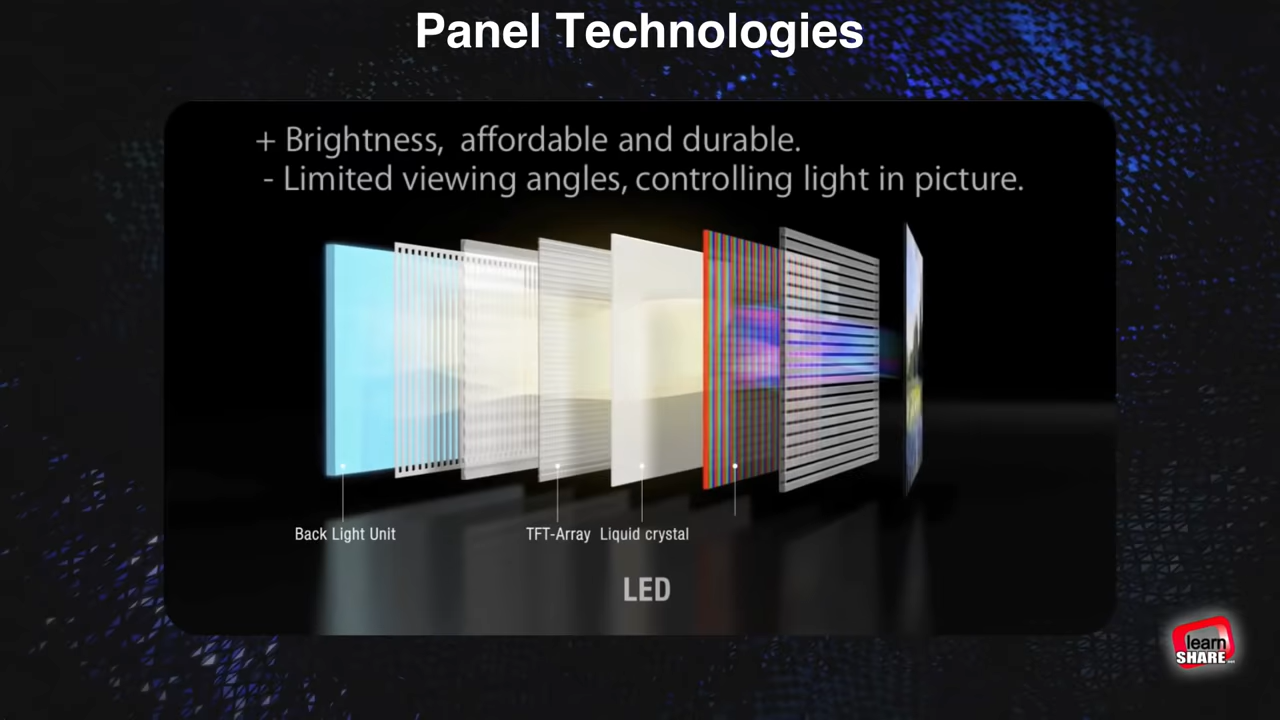 Panel Technologies
+ Brightness, affordable and durable.
- Limited viewing angles, controlling light in picture.
Back Light Unit
TFT-Array
Liquid crystal
LED
learn
SHARE